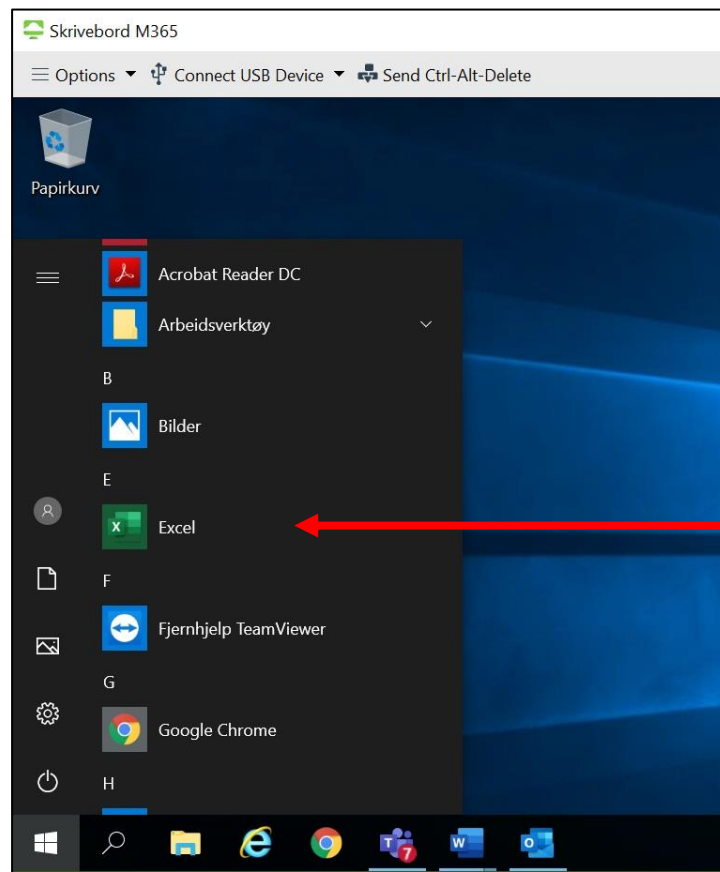 Skrivebord M365
Options Connect USB Device Send Ctrl-Alt-Delete
Papirkurv
Acrobat Reader DC
Arbeidsverktøy
B
Bilder
E
Excel
F
Fjernhjelp TeamViewer
G
Google Chrome
H
7